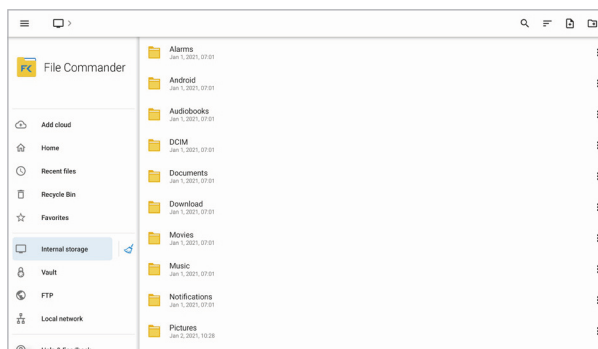 File Commander
Add cloud
Home
Recent files
Recycle Bin
Favorites
Internal storage
Vault
FTP
Local network
Alarms
Jan 1, 2021, 07:01
Android
Jan 1, 2021, 07:01
Audiobooks
Jan 1, 2021, 07:01
DCIM
Jan 1, 2021, 07:01
Documents
Jan 1, 2021, 07:01
Download
Jan 1, 2021, 07:01
Movies
Jan 1, 2021, 07:01
Music
Jan 1, 2021, 07:01
Notifications
Jan 1, 2021, 07:01
Pictures
Jan 2, 2021, 10:28